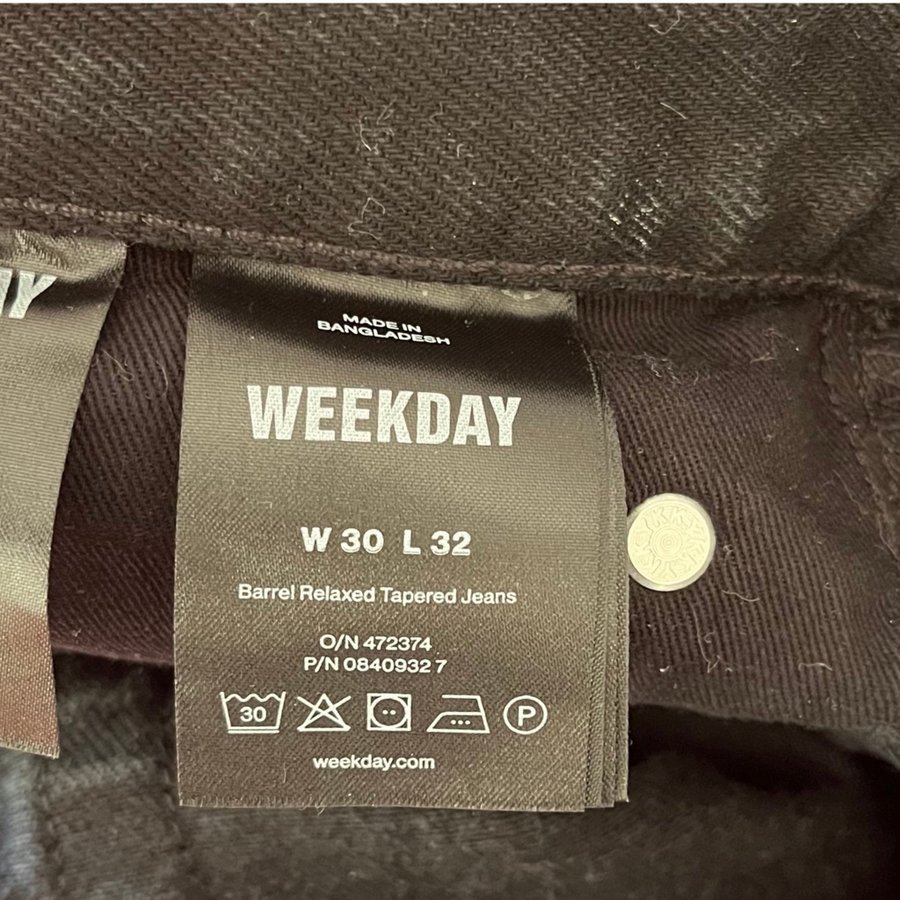 MADE IN
BANGLADESH
WEEKDAY
W 30 L 32
Barrel Relaxed Tapered Jeans
O/N 472374
P/N 0840932 7
30
P
weekday.com